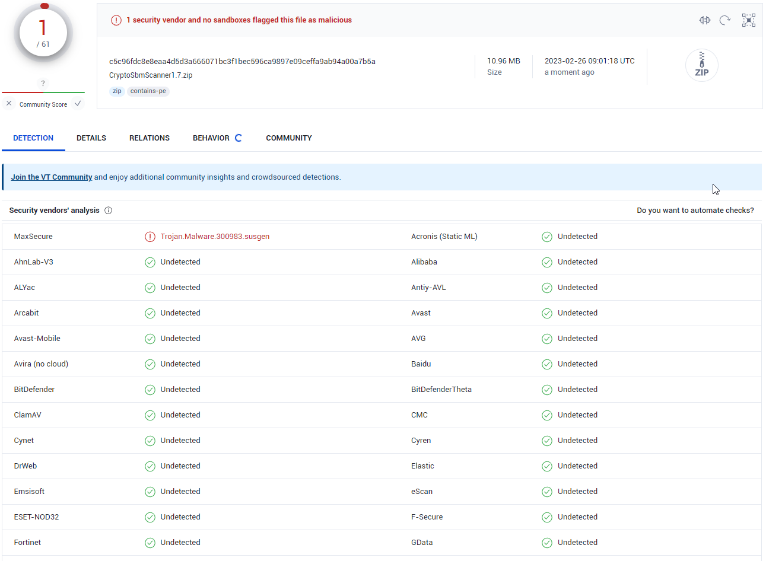 1
/ 61
?
Community Score
1 security vendor and no sandboxes flagged this file as malicious
c5c96fdc8e8eaa4d5d3a666071bc3f1bec596ca9897e09ceffa9ab94a00a7b5a
CryptoSbmScanner1.7.zip
zip contains-pe
10.96 MB
Size
2023-02-26 09:01:18 UTC
a moment ago
ZIP
DETECTION DETAILS RELATIONS BEHAVIOR COMMUNITY
Join the VT Community and enjoy additional community insights and crowdsourced detections.
Security vendors' analysis Do you want to automate checks?
MaxSecure Trojan.Malware.300983.susgen Acronis (Static ML) Undetected
AhnLab-V3 Undetected Alibaba Undetected
ALYac Undetected Antiy-AVL Undetected
Arcabit Undetected Avast Undetected
Avast-Mobile Undetected AVG Undetected
Avira (no cloud) Undetected Baidu Undetected
BitDefender Undetected BitDefenderTheta Undetected
ClamAV Undetected CMC Undetected
Cynet Undetected Cyren Undetected
DrWeb Undetected Elastic Undetected
Emsisoft Undetected eScan Undetected
ESET-NOD32 Undetected F-Secure Undetected
Fortinet Undetected GData Undetected